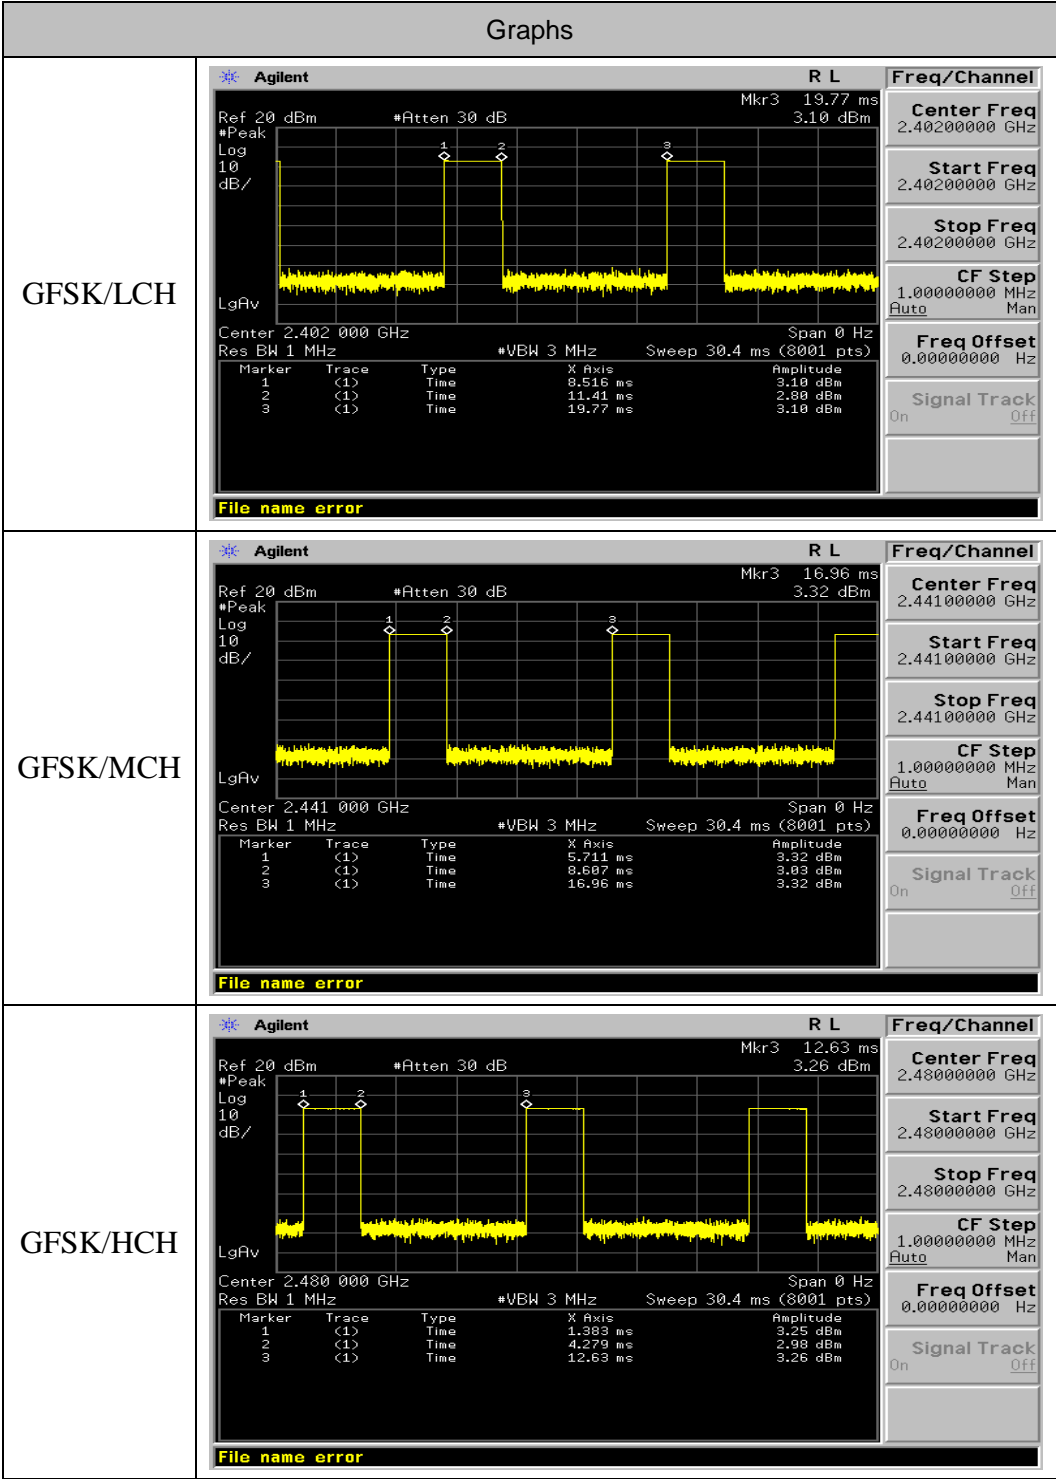 Graphs
GFSK/LCH
Agilent R L Freq/Channel
Mkr3 19.77 ms
Ref 20 dBm #Atten 30 dB 3.10 dBm
#Peak
Log
10
dB/
1 2 3
LgAv
Center 2.402 000 GHz Span 0 Hz
Res BW 1 MHz #VBW 3 MHz Sweep 30.4 ms (8001 pts)
Marker Trace Type X Axis Amplitude
1 (1) Time 8.516 ms 3.10 dBm
2 (1) Time 11.41 ms 2.80 dBm
3 (1) Time 19.77 ms 3.10 dBm
File name error
Center Freq
2.40200000 GHz
Start Freq
2.40200000 GHz
Stop Freq
2.40200000 GHz
CF Step
1.00000000 MHz
Auto Man
Freq Offset
0.00000000 Hz
Signal Track
On Off
GFSK/MCH
Agilent R L Freq/Channel
Mkr3 16.96 ms
Ref 20 dBm #Atten 30 dB 3.32 dBm
#Peak
Log
10
dB/
1 2 3
LgAv
Center 2.441 000 GHz Span 0 Hz
Res BW 1 MHz #VBW 3 MHz Sweep 30.4 ms (8001 pts)
Marker Trace Type X Axis Amplitude
1 (1) Time 5.711 ms 3.32 dBm
2 (1) Time 8.607 ms 3.03 dBm
3 (1) Time 16.96 ms 3.32 dBm
File name error
Center Freq
2.44100000 GHz
Start Freq
2.44100000 GHz
Stop Freq
2.44100000 GHz
CF Step
1.00000000 MHz
Auto Man
Freq Offset
0.00000000 Hz
Signal Track
On Off
GFSK/HCH
Agilent R L Freq/Channel
Mkr3 12.63 ms
Ref 20 dBm #Atten 30 dB 3.26 dBm
#Peak
Log
10
dB/
1 2 3
LgAv
Center 2.480 000 GHz Span 0 Hz
Res BW 1 MHz #VBW 3 MHz Sweep 30.4 ms (8001 pts)
Marker Trace Type X Axis Amplitude
1 (1) Time 1.383 ms 3.25 dBm
2 (1) Time 4.279 ms 2.98 dBm
3 (1) Time 12.63 ms 3.26 dBm
File name error
Center Freq
2.48000000 GHz
Start Freq
2.48000000 GHz
Stop Freq
2.48000000 GHz
CF Step
1.00000000 MHz
Auto Man
Freq Offset
0.00000000 Hz
Signal Track
On Off